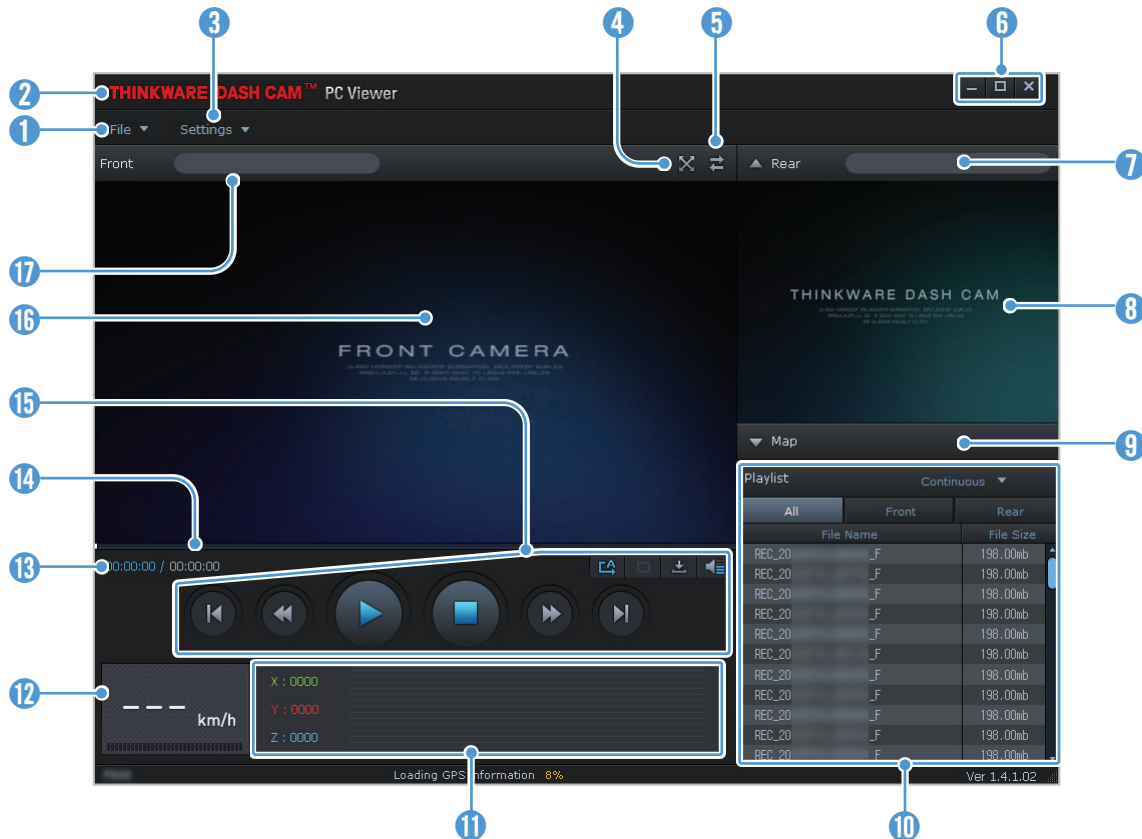 3 4 5 6
2 THINKWARE DASH CAM™ PC Viewer
1 File Settings
Front Rear 7
17
16 THINKWARE DASH CAM 8
FRONT CAMERA
15
Map 9
14 Playlist Continuous
All Front Rear
13 00:00:00 / 00:00:00 File Name File Size
REC_20 _F 198.00mb
REC_20 _F 198.00mb
REC_20 _F 198.00mb
REC_20 _F 198.00mb
REC_20 _F 198.00mb
REC_20 _F 198.00mb
REC_20 _F 198.00mb
REC_20 _F 198.00mb
REC_20 _F 198.00mb
REC_20 _F 198.00mb
REC_20 _F 198.00mb
12 km/h
X : 0000
Y : 0000
Z : 0000
Loading GPS Information 8% Ver 1.4.1.02
11 10